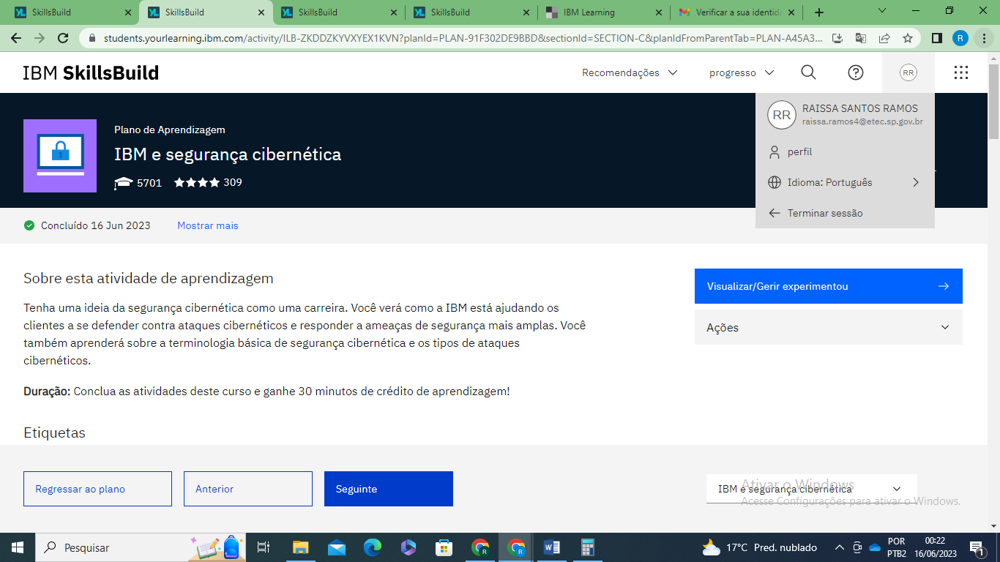 SkillsBuild
SkillsBuild
SkillsBuild
SkillsBuild
IBM Learning
Verificar a sua identida
students.yourlearning.ibm.com/activity/ILB-ZKDDZKYVXYEX1KVN?planId=PLAN-91F302DE9BBD&sectionId=SECTION-C&planIdFromParentTab=PLAN-A45A3...
R
IBM SkillsBuild
Recomendações
progresso
RR
RR
RAISSA SANTOS RAMOS
raissa.ramos4@etec.sp.gov.br
perfil
Idioma: Português
Terminar sessão
Plano de Aprendizagem
IBM e segurança cibernética
5701
309
Concluído 16 Jun 2023
Mostrar mais
Sobre esta atividade de aprendizagem
Tenha uma ideia da segurança cibernética como uma carreira. Você verá como a IBM está ajudando os
clientes a se defender contra ataques cibernéticos e responder a ameaças de segurança mais amplas. Você
também aprenderá sobre a terminologia básica de segurança cibernética e os tipos de ataques
cibernéticos.
Duração: Conclua as atividades deste curso e ganhe 30 minutos de crédito de aprendizagem!
Visualizar/Gerir experimentou
Ações
Etiquetas
Regressar ao plano
Anterior
Seguinte
IBM e segurança cibernética
Ativar o Windows
Acesse Configurações para ativar o Windows.
Pesquisar
17°C Pred. nublado
POR
PTB2
00:22
16/06/2023
1